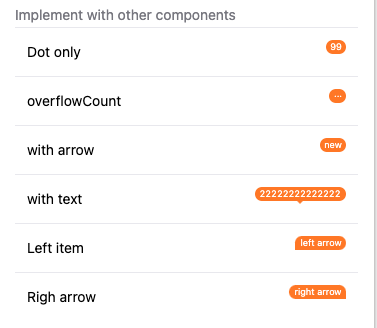 Implement with other components
Dot only 99
overflowCount ···
with arrow new
with text 22222222222222
Left item left arrow
Righ arrow righ arrow